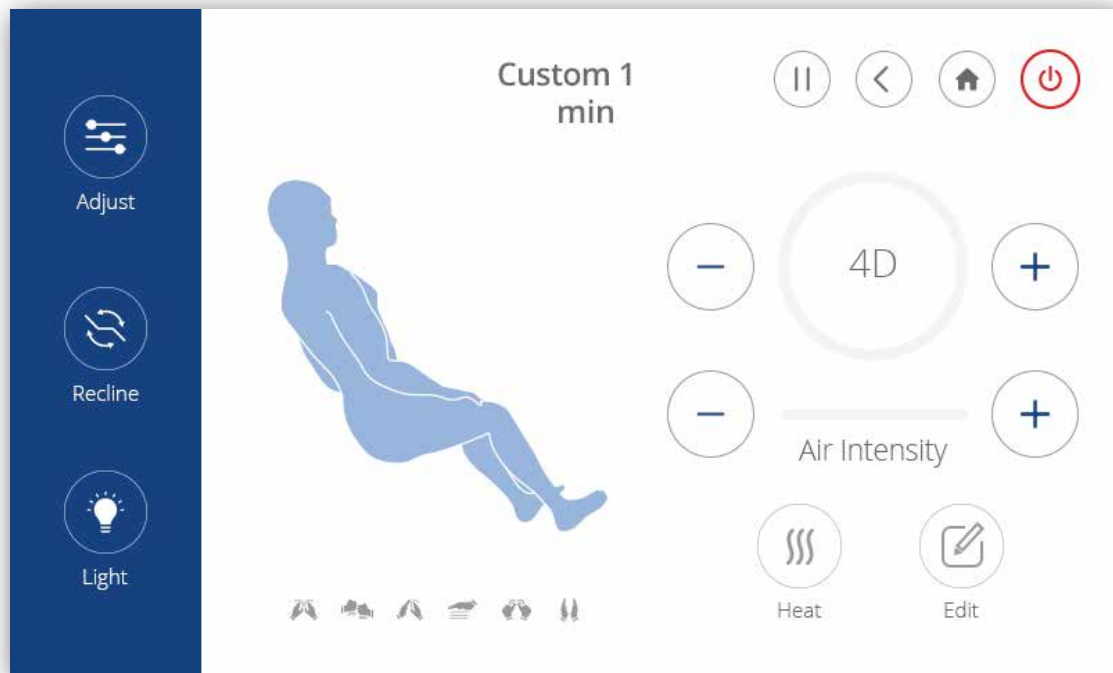 Custom 1
min
Adjust
4D
Recline
Air Intensity
Light
Heat
Edit